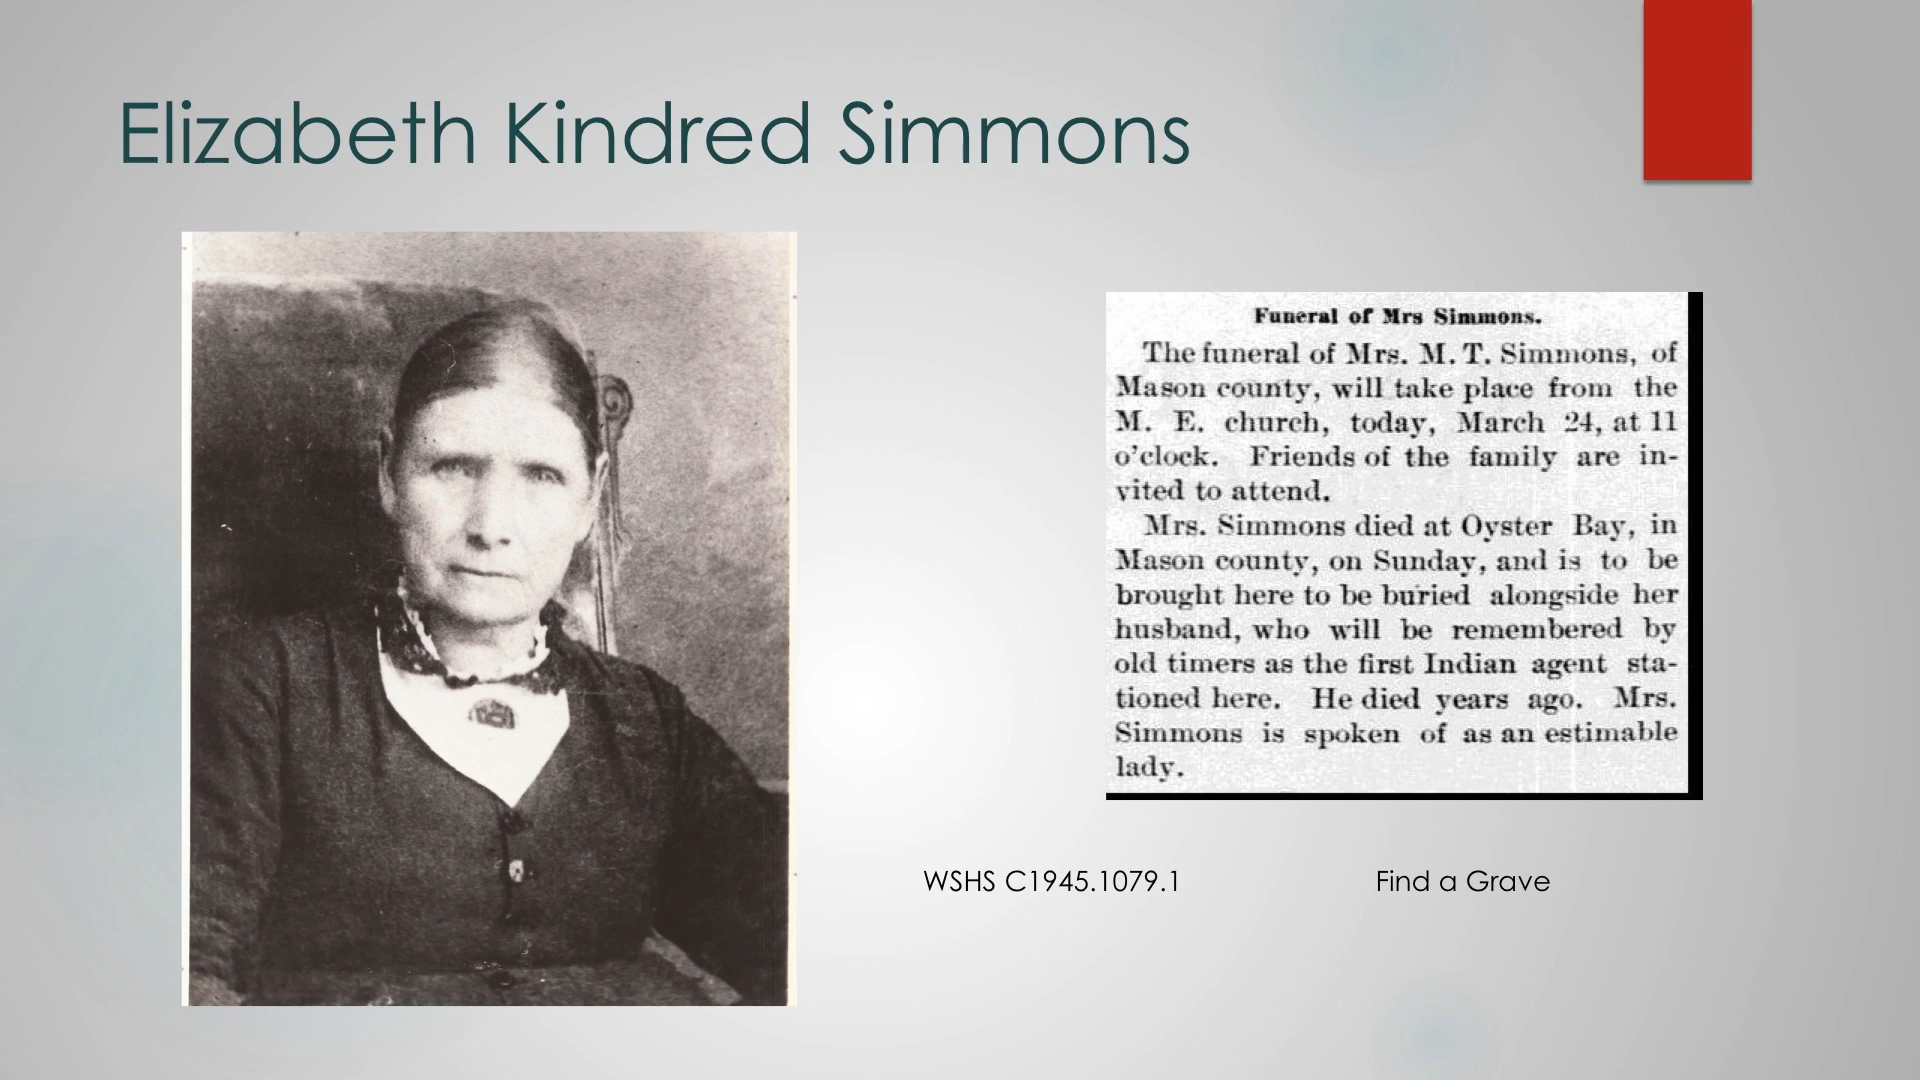 Elizabeth Kindred Simmons
Funeral of Mrs Simmons.
The funeral of Mrs. M. T. Simmons, of
Mason county, will take place from the
M. E. church, today, March 24, at 11
o'clock. Friends of the family are in-
vited to attend.
Mrs. Simmons died at Oyster Bay, in
Mason county, on Sunday, and is to be
brought here to be buried alongside her
husband, who will be remembered by
old timers as the first Indian agent sta-
tioned here. He died years ago. Mrs.
Simmons is spoken of as an estimable
lady.
WSHS C1945.1079.1
Find a Grave